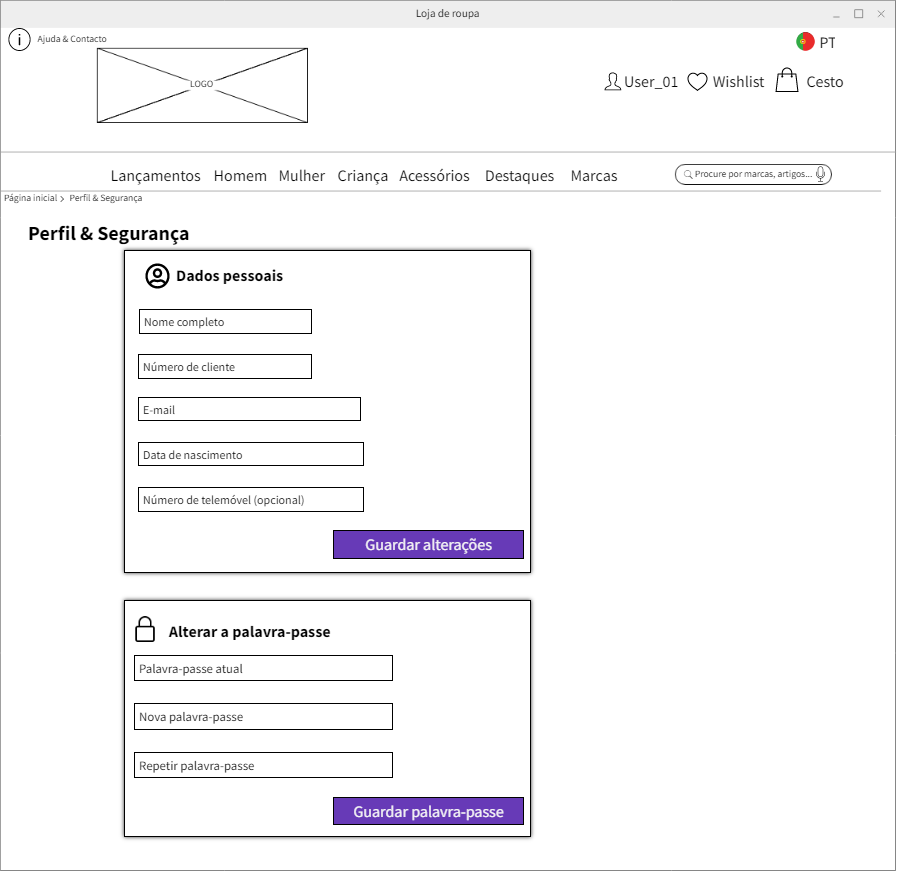 Loja de roupa
i Ajuda & Contacto
PT
LOGO
User_01 Wishlist Cesto
Lançamentos Homem Mulher Criança Acessórios Destaques Marcas Procure por marcas, artigos...
Página inicial > Perfil & Segurança
Perfil & Segurança
Dados pessoais
Nome completo
Número de cliente
E-mail
Data de nascimento
Número de telemóvel (opcional)
Guardar alterações
Alterar a palavra-passe
Palavra-passe atual
Nova palavra-passe
Repetir palavra-passe
Guardar palavra-passe